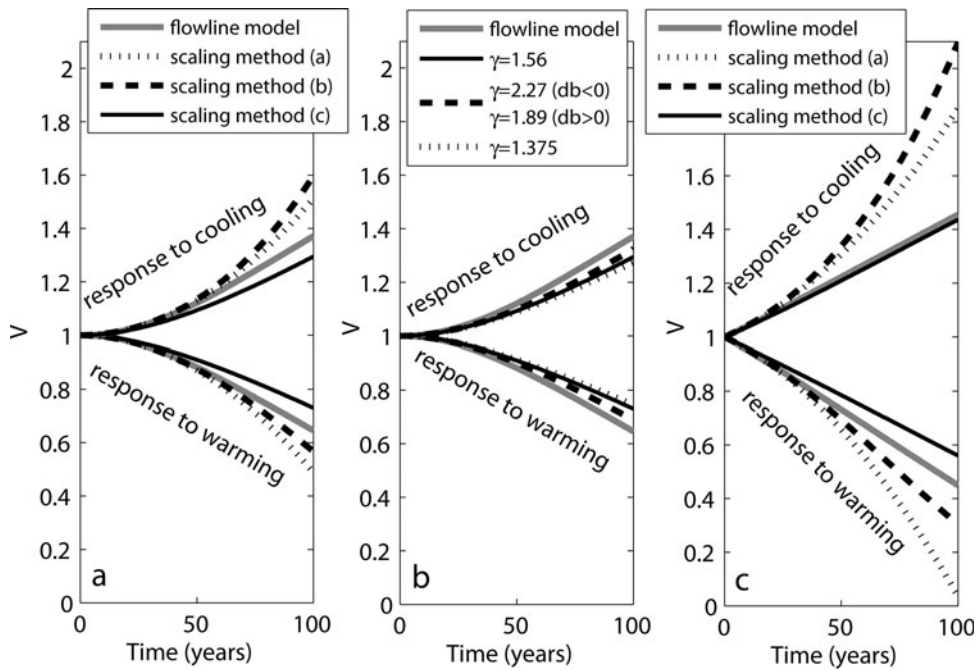 flowline model
scaling method (a)
scaling method (b)
scaling method (c)
2
1.8
1.6
1.4
1.2
1
0.8
0.6
0.4
0.2
0
V
response to cooling
response to warming
a
0
50
100
Time (years)
flowline model
γ=1.56
γ=2.27 (db<0)
γ=1.89 (db>0)
γ=1.375
2
1.8
1.6
1.4
1.2
1
0.8
0.6
0.4
0.2
0
V
response to cooling
response to warming
b
0
50
100
Time (years)
flowline model
scaling method (a)
scaling method (b)
scaling method (c)
2
1.8
1.6
1.4
1.2
1
0.8
0.6
0.4
0.2
0
V
response to cooling
response to warming
c
0
50
100
Time (years)